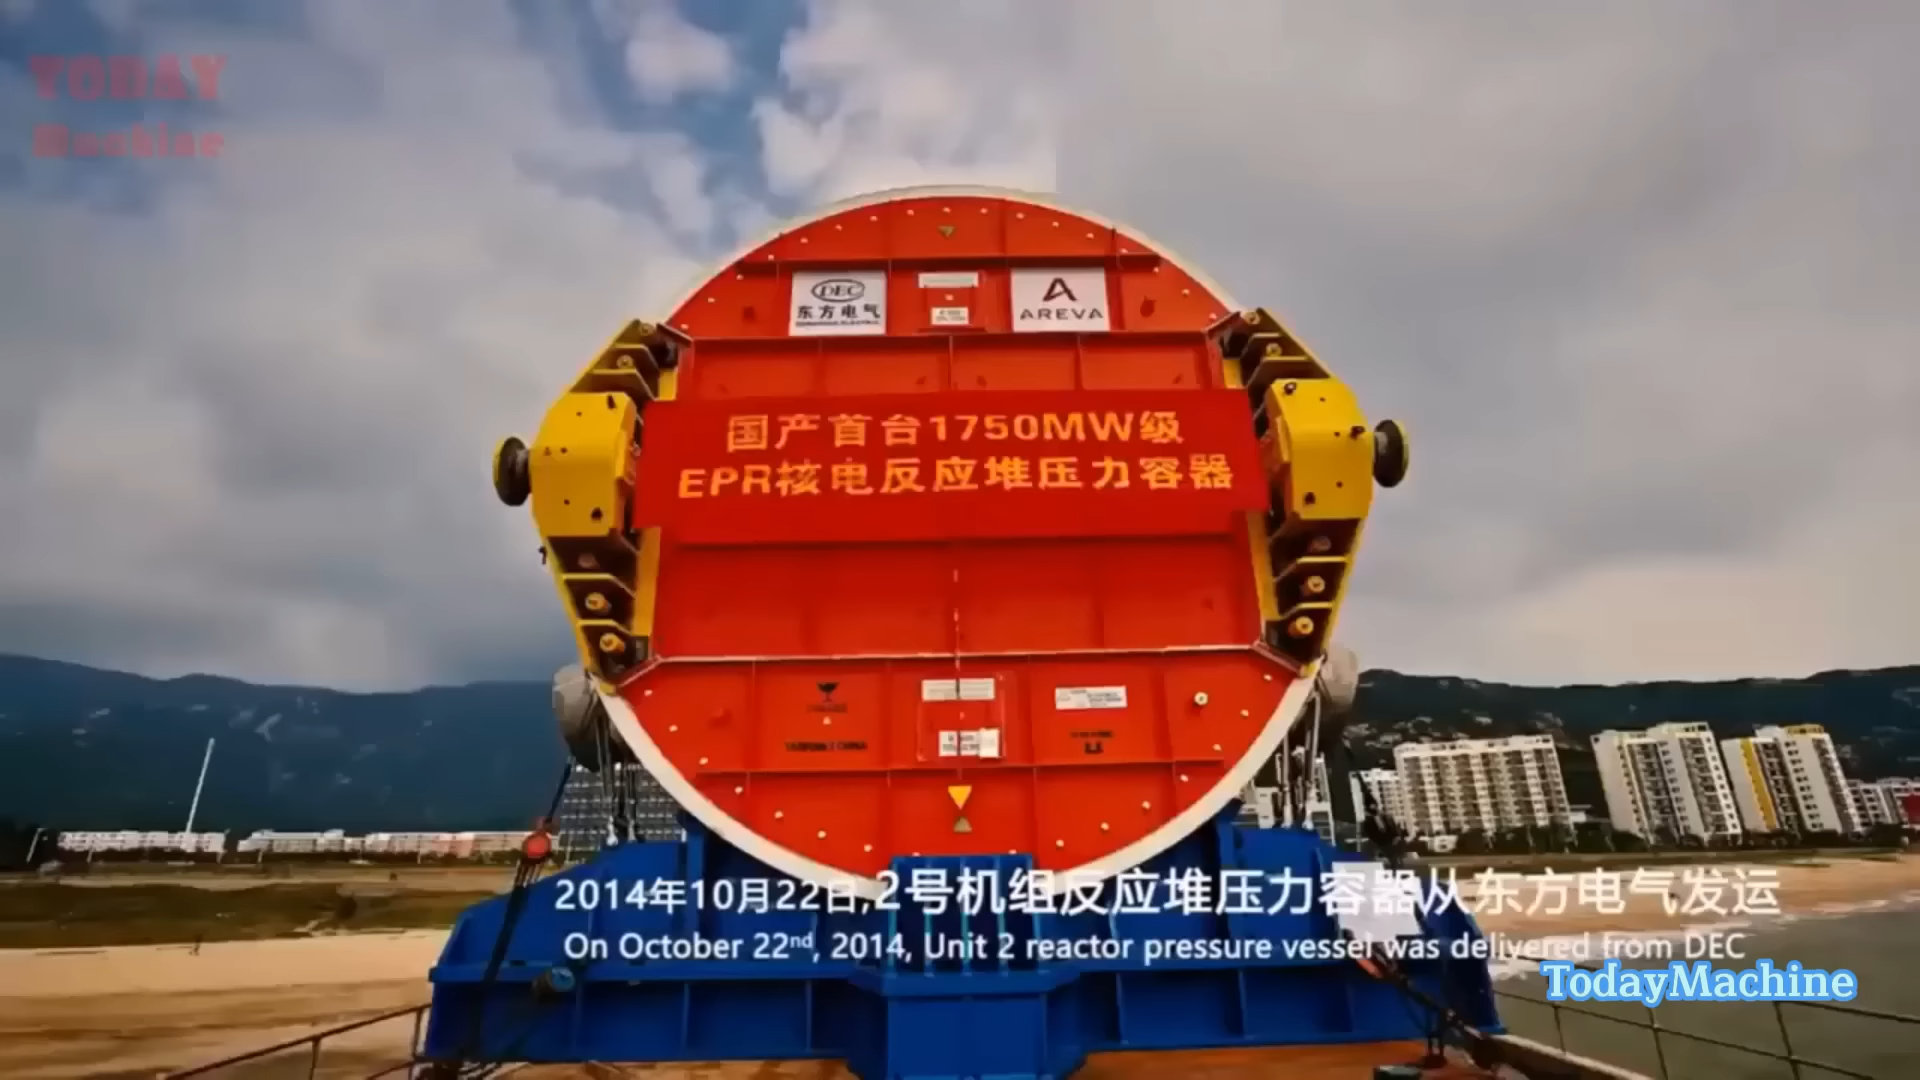 TODAY
Machine
DEC
东方电气
AREVA
国产首台1750MW级
EPR核电反应堆压力容器
2014年10月22日,2号机组反应堆压力容器从东方电气发运
On October 22nd, 2014, Unit 2 reactor pressure vessel was delivered from DEC
TodayMachine